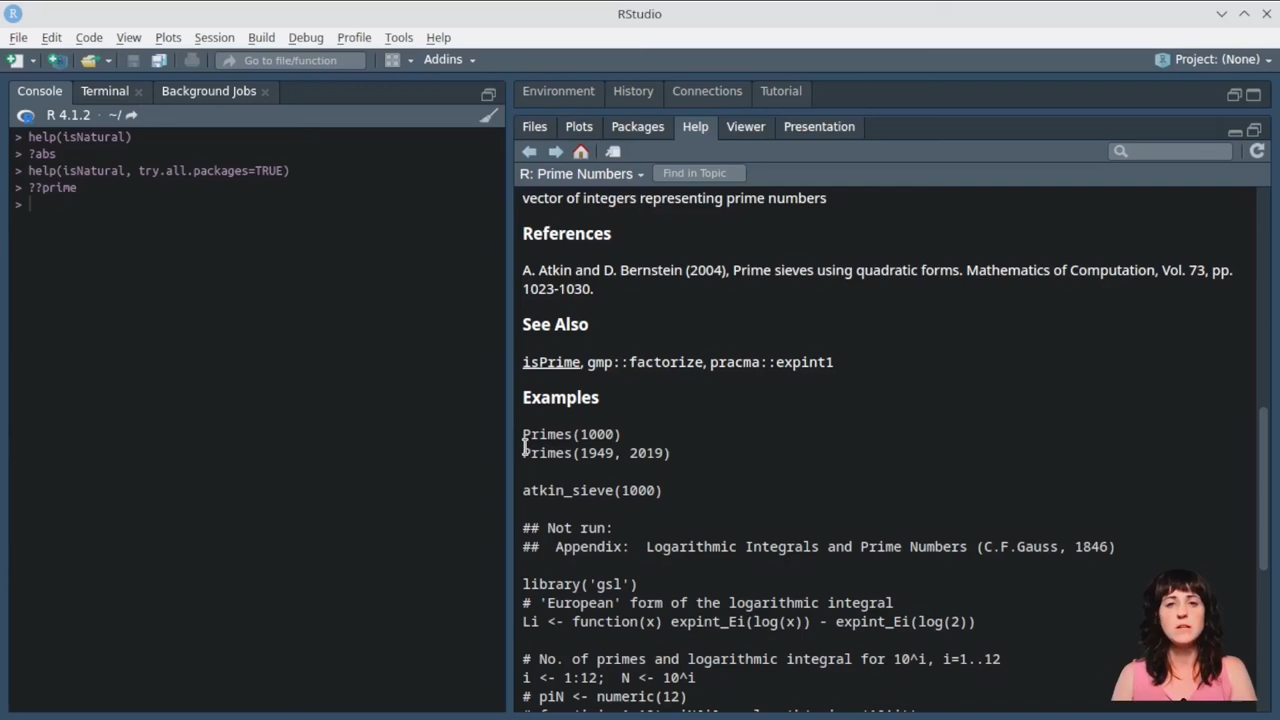 RStudio
File Edit Code View Plots Session Build Debug Profile Tools Help
Go to file/function Addins Project: (None)
Console Terminal Background Jobs
R 4.1.2 · ~/
> help(isNatural)
> ?abs
> help(isNatural, try.all.packages=TRUE)
> ??prime
>
Environment History Connections Tutorial
Files Plots Packages Help Viewer Presentation
R: Prime Numbers Find in Topic
vector of integers representing prime numbers
References
A. Atkin and D. Bernstein (2004), Prime sieves using quadratic forms. Mathematics of Computation, Vol. 73, pp.
1023-1030.
See Also
isPrime, gmp::factorize, pracma::expint1
Examples
Primes(1000)
Primes(1949, 2019)
atkin_sieve(1000)
## Not run:
##  Appendix:  Logarithmic Integrals and Prime Numbers (C.F.Gauss, 1846)
library('gsl')
# 'European' form of the logarithmic integral
Li <- function(x) expint_Ei(log(x)) - expint_Ei(log(2))
# No. of primes and logarithmic integral for 10^i, i=1..12
i <- 1:12;  N <- 10^i
# piN <- numeric(12)